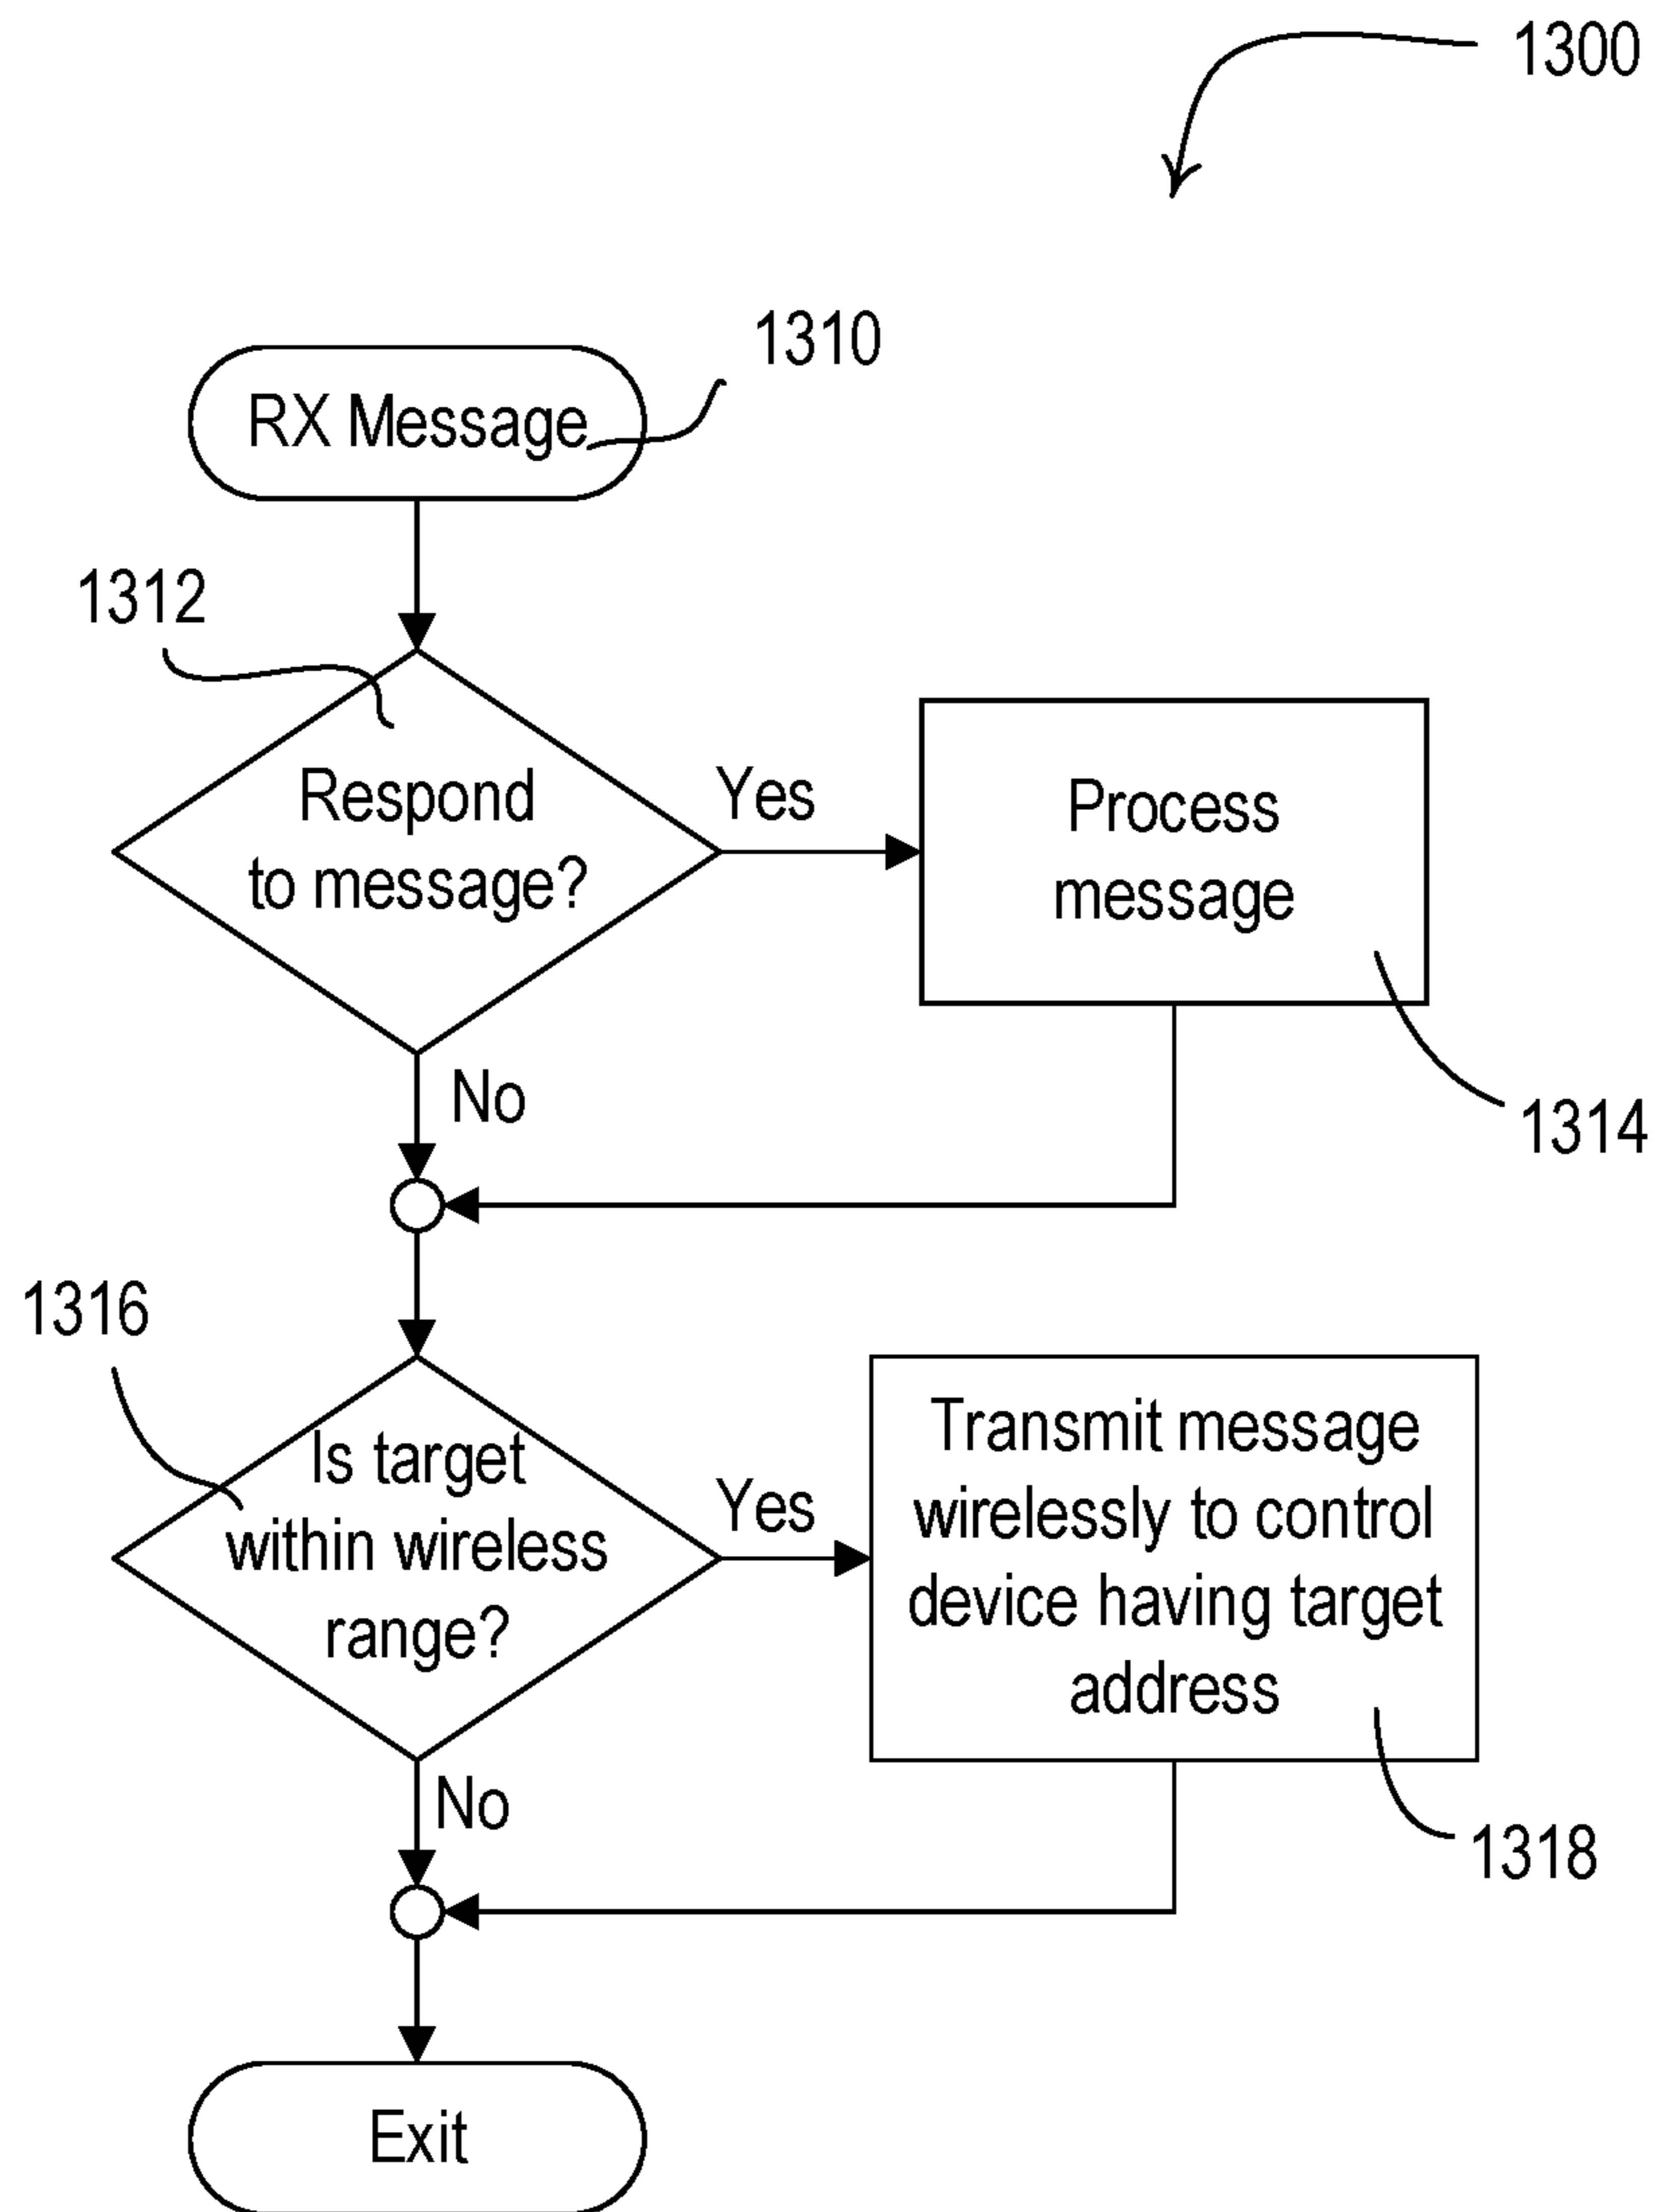 1300
1310
RX Message
1312
Respond
to message?
Yes
Process
message
No
1314
1316
Is target
within wireless
range?
Yes
Transmit message
wirelessly to control
device having target
address
No
1318
Exit